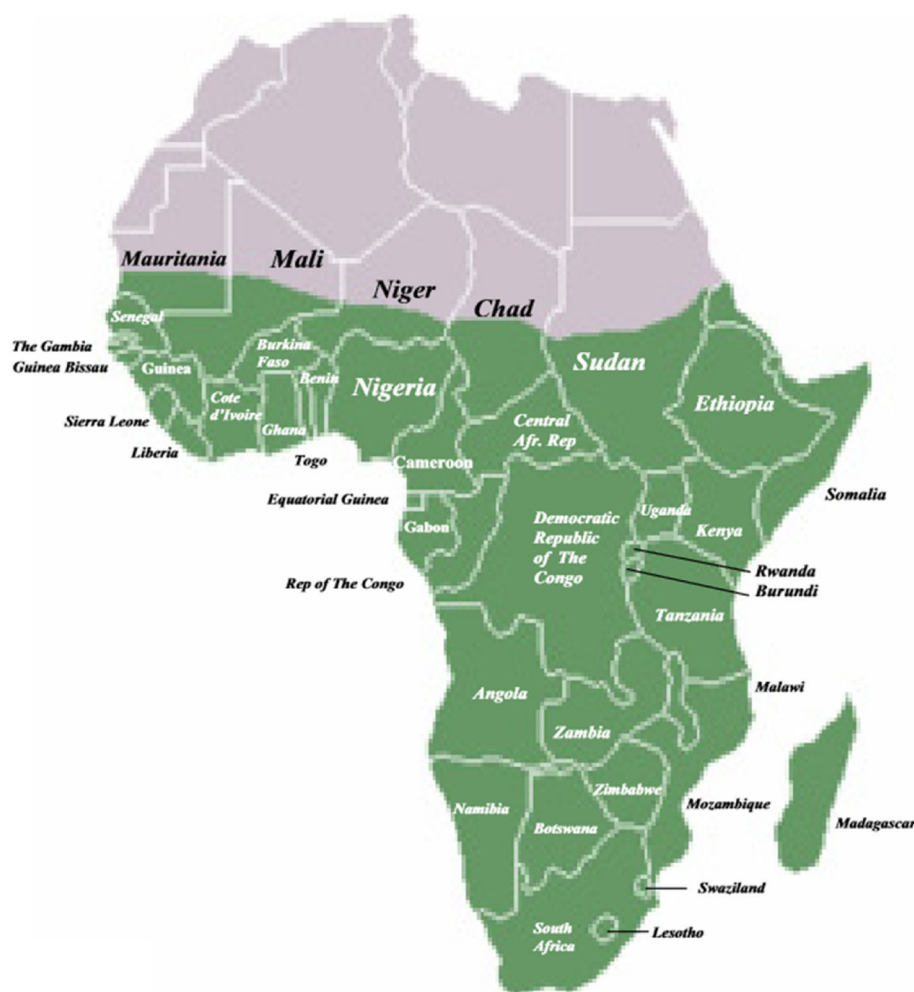 Mauritania
Mali
Niger
Chad
Senegal
The Gambia
Guinea Bissau
Guinea
Burkina
Faso
Benin
Nigeria
Sudan
Ethiopia
Cote
d'Ivoire
Ghana
Central
Afr. Rep
Sierra Leone
Liberia
Togo
Cameroon
Somalia
Equatorial Guinea
Gabon
Democratic
Republic
of The
Congo
Uganda
Kenya
Rwanda
Burundi
Rep of The Congo
Tanzania
Angola
Malawi
Zambia
Zimbabwe
Namibia
Botswana
Mozambique
Madagascar
Swaziland
South
Africa
Lesotho